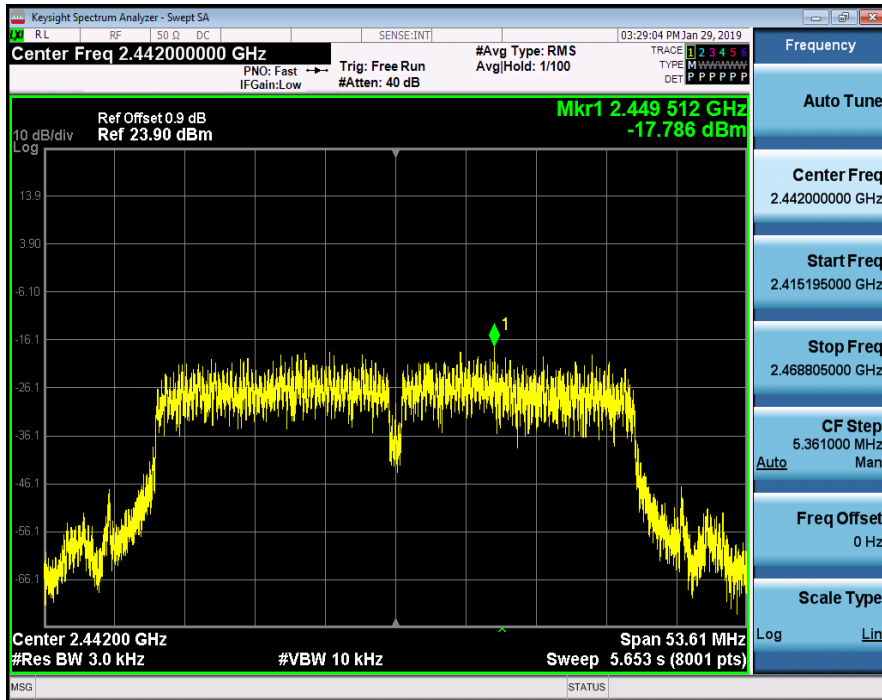 Keysight Spectrum Analyzer - Swept SA
LXI RL RF 50 Ω DC SENSE:INT 03:29:04 PM Jan 29, 2019
Center Freq 2.442000000 GHz
PNO: Fast
IFGain:Low
Trig: Free Run
#Atten: 40 dB
#Avg Type: RMS
Avg|Hold: 1/100
TRACE 1 2 3 4 5 6
TYPE M W W W W W
DET P P P P P P
Mkr1 2.449 512 GHz
-17.786 dBm
Ref Offset 0.9 dB
10 dB/div Ref 23.90 dBm
Log
13.9
3.90
-6.10
-16.1
-26.1
-36.1
-46.1
-56.1
-66.1
1
Center 2.44200 GHz Span 53.61 MHz
#Res BW 3.0 kHz #VBW 10 kHz Sweep 5.653 s (8001 pts)
MSG STATUS
Frequency
Auto Tune
Center Freq
2.442000000 GHz
Start Freq
2.415195000 GHz
Stop Freq
2.468805000 GHz
CF Step
5.361000 MHz
Auto Man
Freq Offset
0 Hz
Scale Type
Log Lin